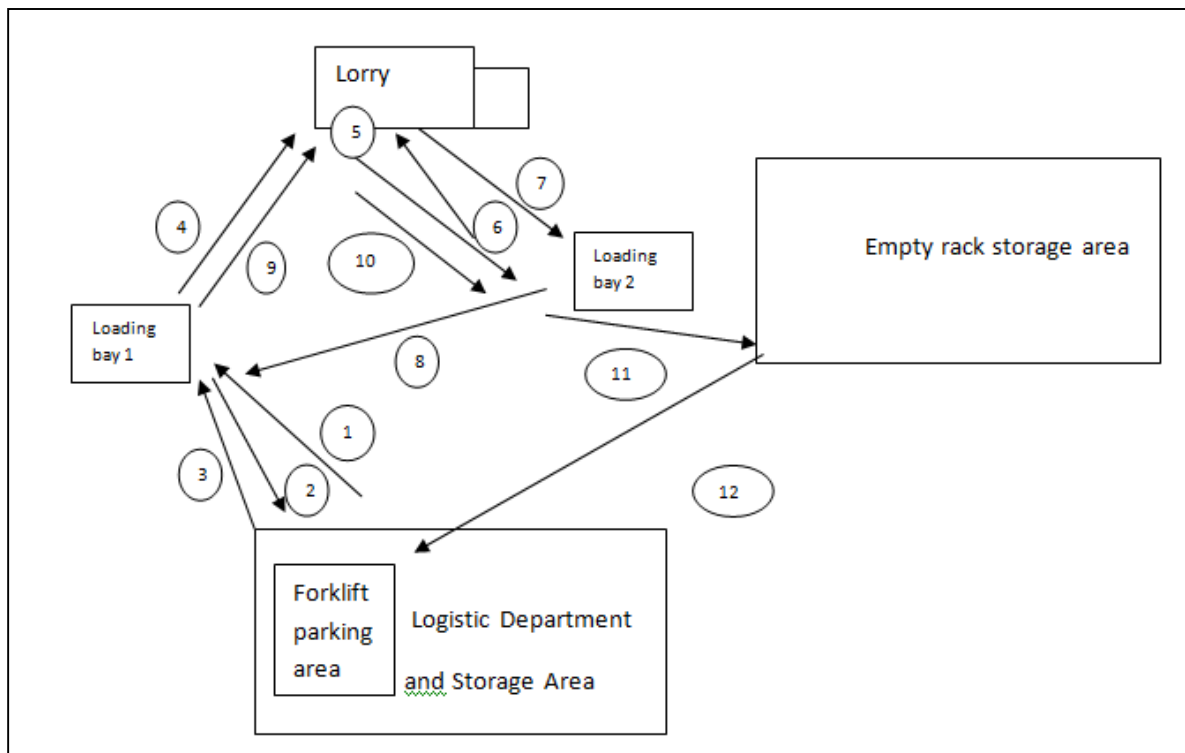 Lorry
5
7
4
6
Empty rack storage area
10
9
Loading
bay 2
Loading
bay 1
8
11
1
3
2
12
Forklift
parking
area
Logistic Department
and Storage Area